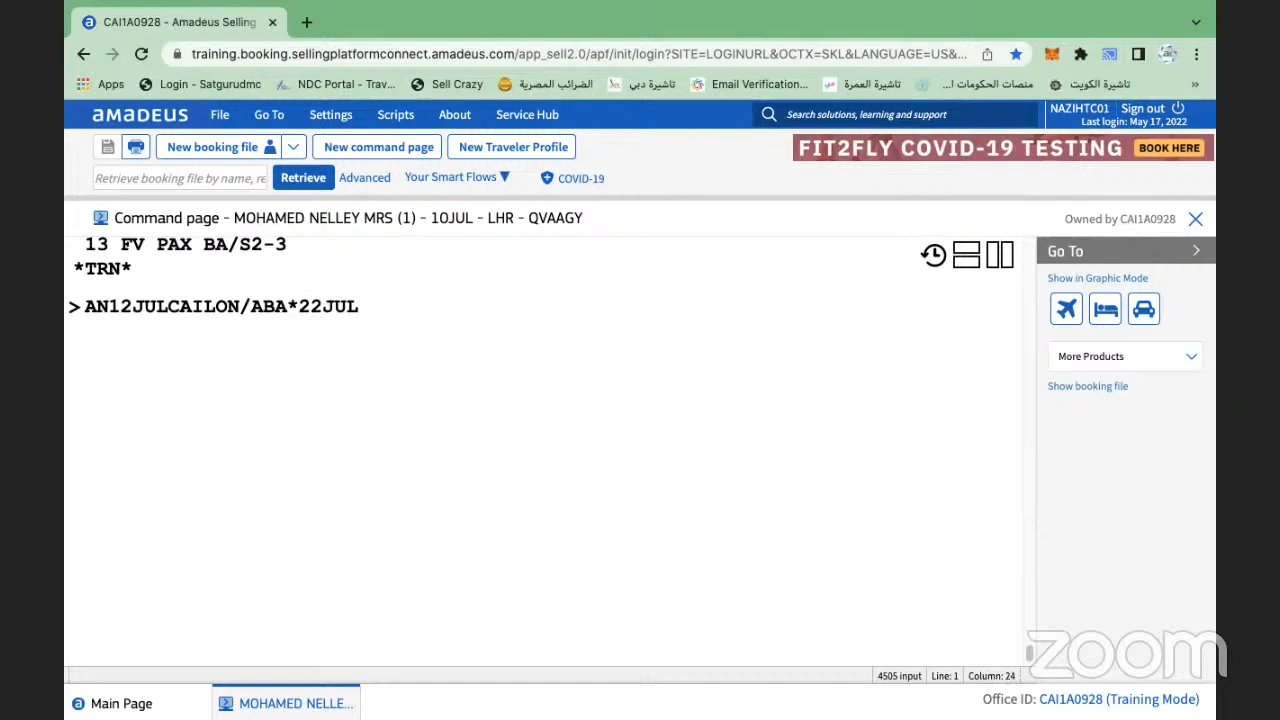 CAI1A0928 - Amadeus Selling
training.booking.sellingplatformconnect.amadeus.com/app_sell2.0/apf/init/login?SITE=LOGINURL&OCTX=SKL&LANGUAGE=US&...
Apps Login - Satgurudmc NDC Portal - Trav... Sell Crazy الضرائب المصرية تاشيرة دبي Email Verification... تاشيرة العمرة منصات الحكومات ا... تاشيرة الكويت »
amadeus File Go To Settings Scripts About Service Hub Search solutions, learning and support NAZIHTC01 Sign out
Last login: May 17, 2022
New booking file New command page New Traveler Profile FIT2FLY COVID-19 TESTING BOOK HERE
Retrieve booking file by name, re Retrieve Advanced Your Smart Flows COVID-19
Command page - MOHAMED NELLEY MRS (1) - 10JUL - LHR - QVAAGY Owned by CAI1A0928
13 FV PAX BA/S2-3
*TRN*
>AN12JULCAILON/ABA*22JUL
Go To
Show in Graphic Mode
More Products
Show booking file
zoom
4505 input Line: 1 Column: 24
Main Page MOHAMED NELLE... Office ID: CAI1A0928 (Training Mode)